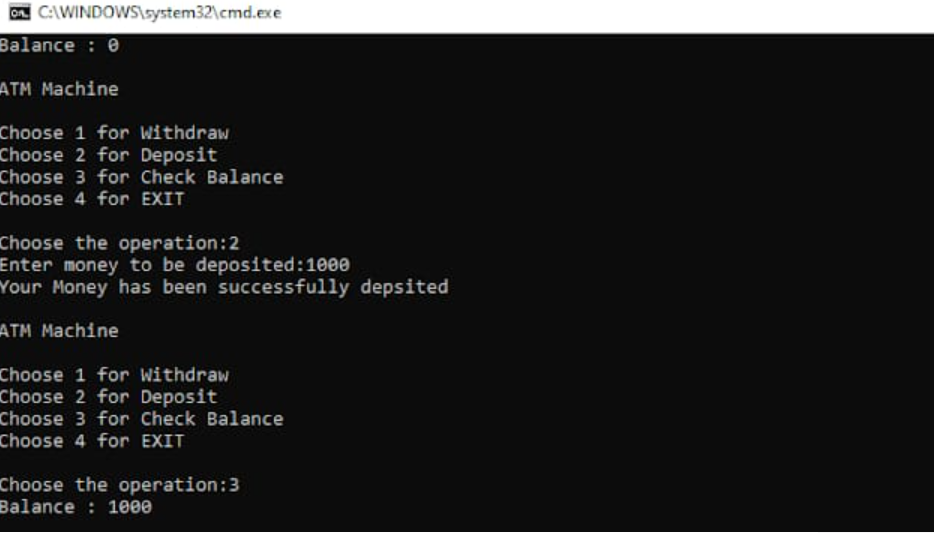 C:\WINDOWS\system32\cmd.exe
Balance : 0
ATM Machine
Choose 1 for Withdraw
Choose 2 for Deposit
Choose 3 for Check Balance
Choose 4 for EXIT
Choose the operation:2
Enter money to be deposited:1000
Your Money has been successfully depsited
ATM Machine
Choose 1 for Withdraw
Choose 2 for Deposit
Choose 3 for Check Balance
Choose 4 for EXIT
Choose the operation:3
Balance : 1000